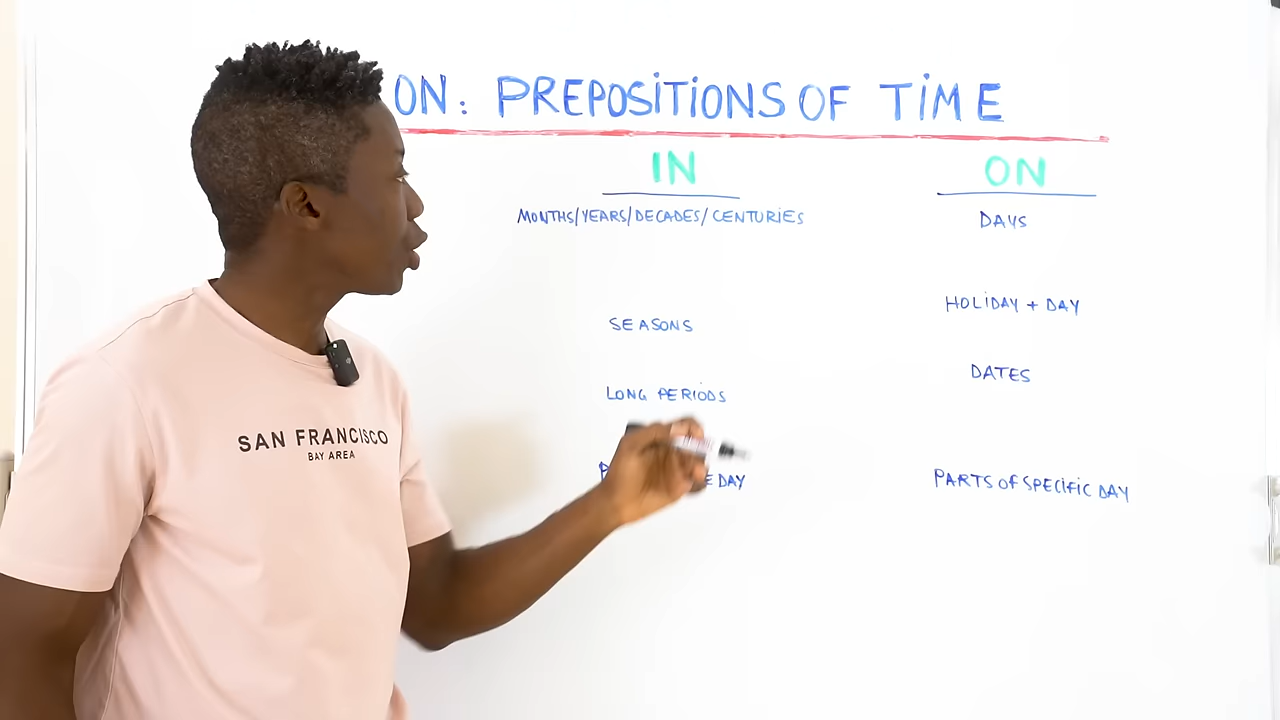 ON: PREPOSITIONS OF TIME
IN
ON
MONTHS/YEARS/DECADES/CENTURIES
DAYS
HOLIDAY + DAY
SEASONS
DATES
LONG PERIODS
DAY
PARTS OF SPECIFIC DAY
SAN FRANCISCO
BAY AREA